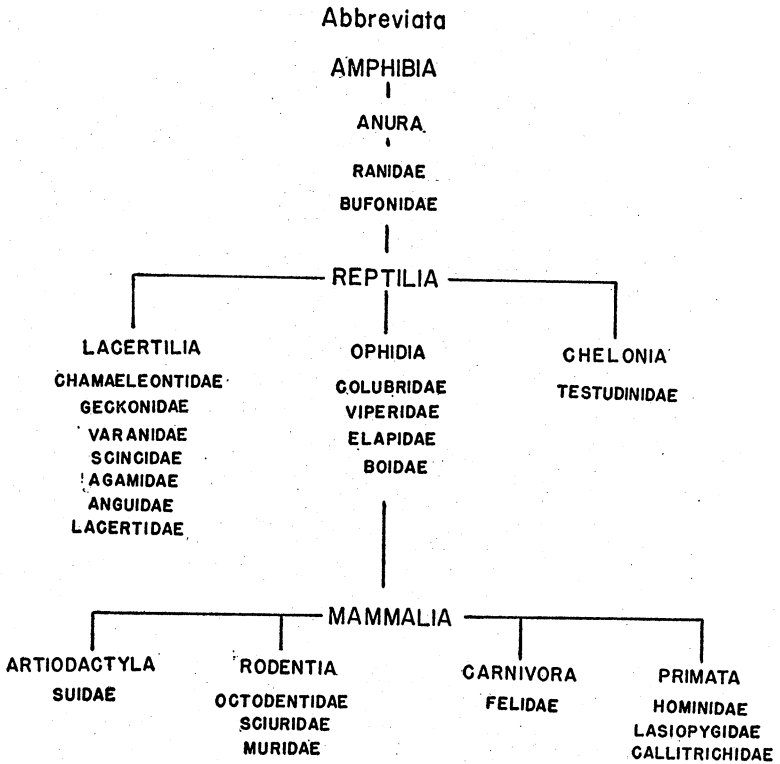 Abbreviata
AMPHIBIA
ANURA
RANIDAE
BUFONIDAE
REPTILIA
LACERTILIA
CHAMAELEONTIDAE
GECKONIDAE
VARANIDAE
SCINCIDAE
AGAMIDAE
ANGUIDAE
LACERTIDAE
OPHIDIA
COLUBRIDAE
VIPERIDAE
ELAPIDAE
BOIDAE
CHELONIA
TESTUDINIDAE
MAMMALIA
ARTIODACTYLA
SUIDAE
RODENTIA
OCTODENTIDAE
SCIURIDAE
MURIDAE
CARNIVORA
FELIDAE
PRIMATA
HOMINIDAE
LASIOPYGIDAE
CALLITRICHIDAE